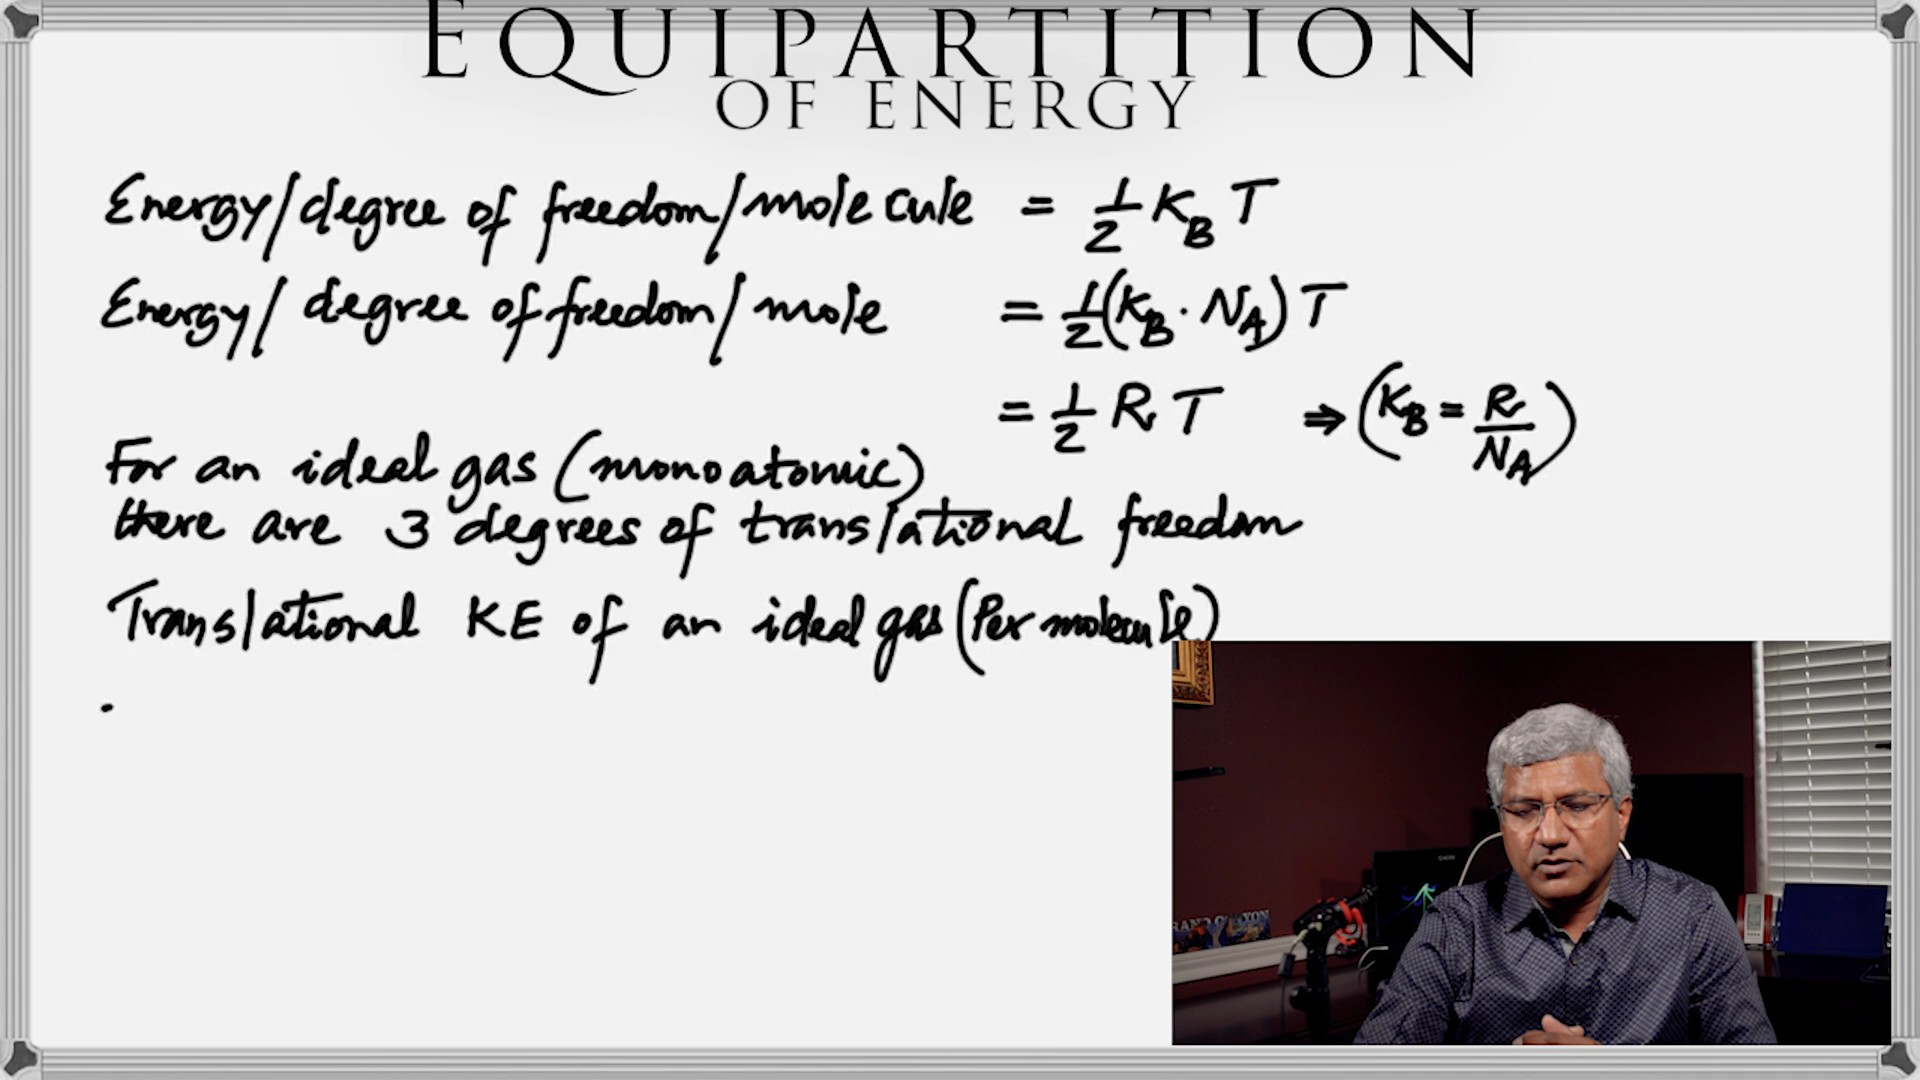 EQUIPARTITION
OF ENERGY
Energy/degree of freedom/molecule = 1/2 K_B T
Energy/degree of freedom/mole = 1/2 (K_B · N_A) T
= 1/2 R T ⇒ (K_B = R/N_A)
For an ideal gas (monoatomic)
there are 3 degrees of translational freedom
Translational KE of an ideal gas (Per molecule)